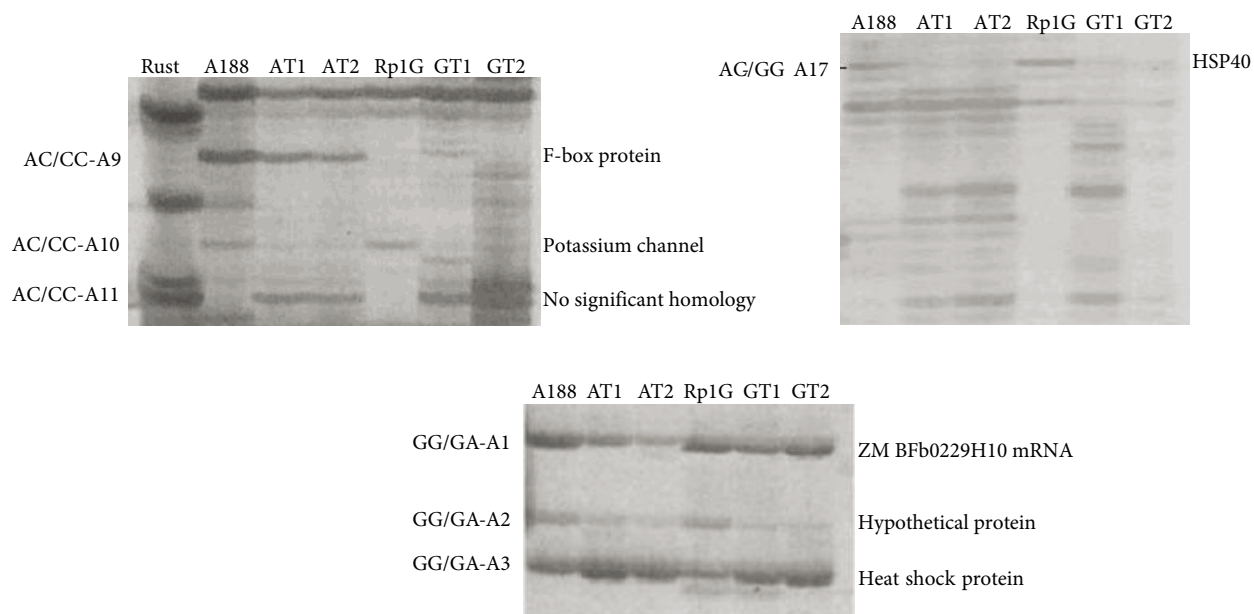 Rust A188 AT1 AT2 Rp1G GT1 GT2
AC/CC-A9
F-box protein
AC/CC-A10
Potassium channel
AC/CC-A11
No significant homology
A188 AT1 AT2 Rp1G GT1 GT2
AG/GG A17
HSP40
A188 AT1 AT2 Rp1G GT1 GT2
GG/GA-A1
ZM BFb0229H10 mRNA
GG/GA-A2
Hypothetical protein
GG/GA-A3
Heat shock protein